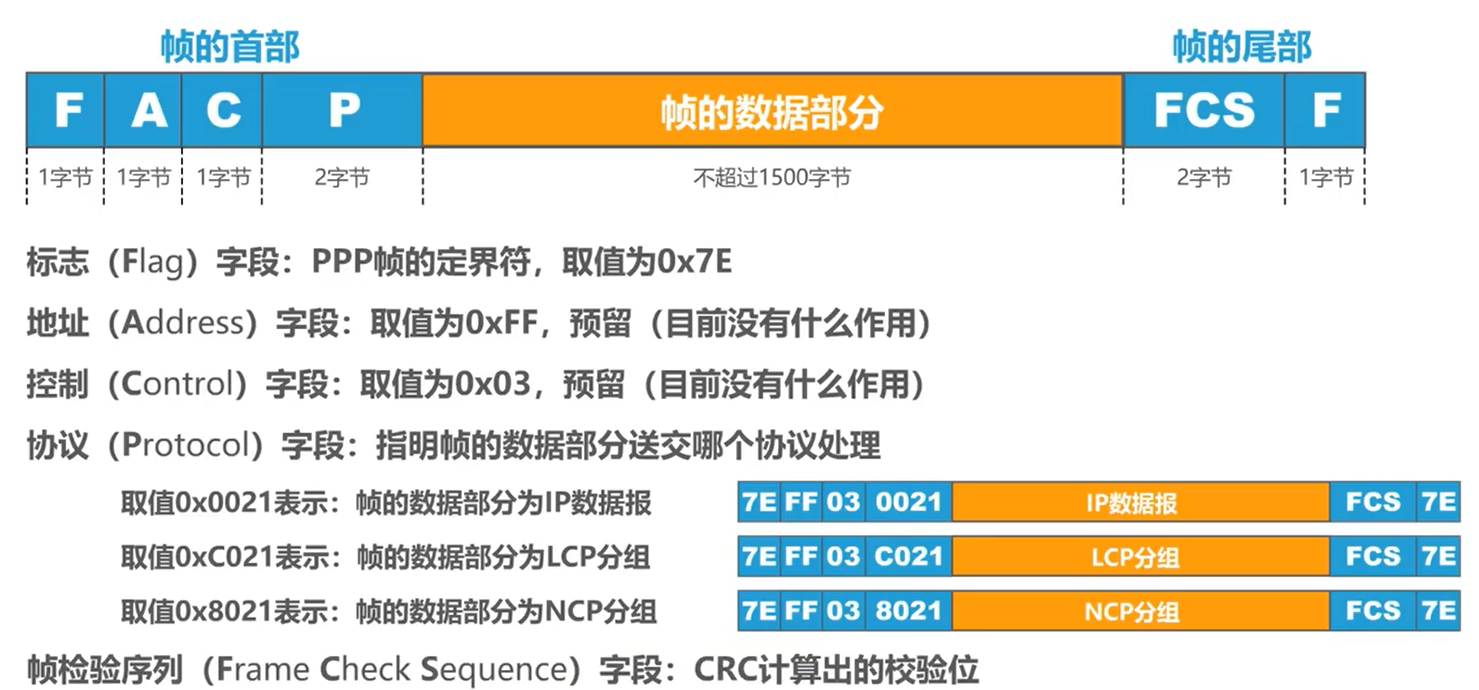 帧的首部 帧的尾部
F A C P 帧的数据部分 FCS F
1字节 1字节 1字节 2字节 不超过1500字节 2字节 1字节
标志（Flag）字段：PPP帧的定界符，取值为0x7E
地址（Address）字段：取值为0xFF，预留（目前没有什么作用）
控制（Control）字段：取值为0x03，预留（目前没有什么作用）
协议（Protocol）字段：指明帧的数据部分送交哪个协议处理
取值0x0021表示：帧的数据部分为IP数据报 7E FF 03 0021 IP数据报 FCS 7E
取值0xC021表示：帧的数据部分为LCP分组 7E FF 03 C021 LCP分组 FCS 7E
取值0x8021表示：帧的数据部分为NCP分组 7E FF 03 8021 NCP分组 FCS 7E
帧检验序列（Frame Check Sequence）字段：CRC计算出的校验位